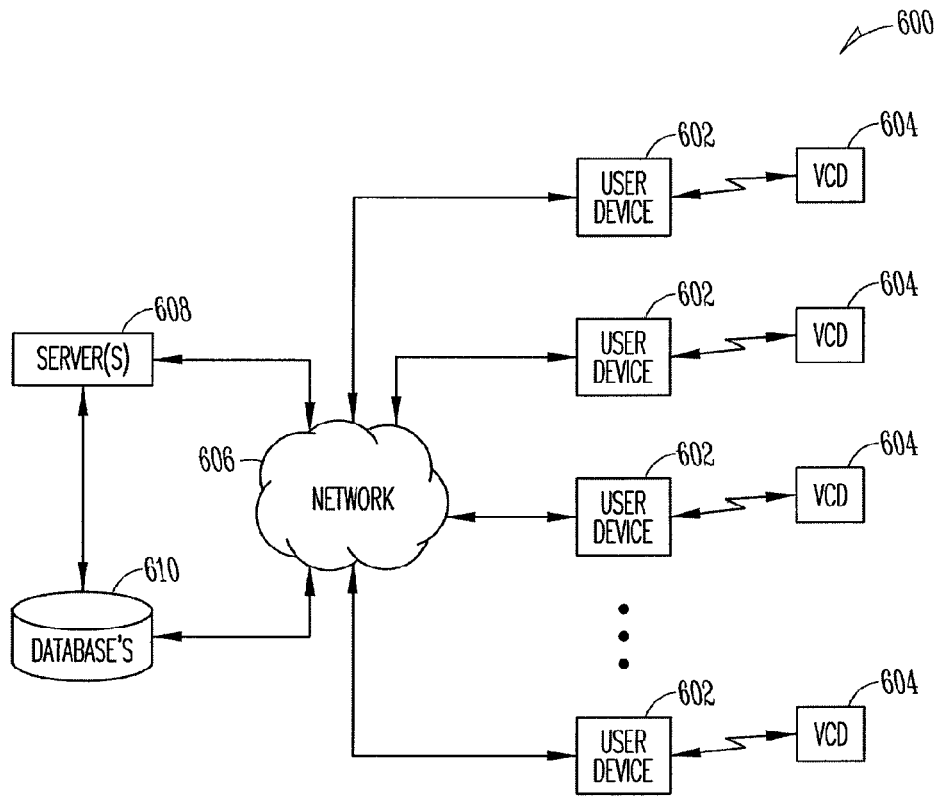 600
602
604
USER
DEVICE
VCD
602
604
USER
DEVICE
VCD
608
SERVER(S)
606
NETWORK
602
604
USER
DEVICE
VCD
610
DATABASE'S
602
604
USER
DEVICE
VCD